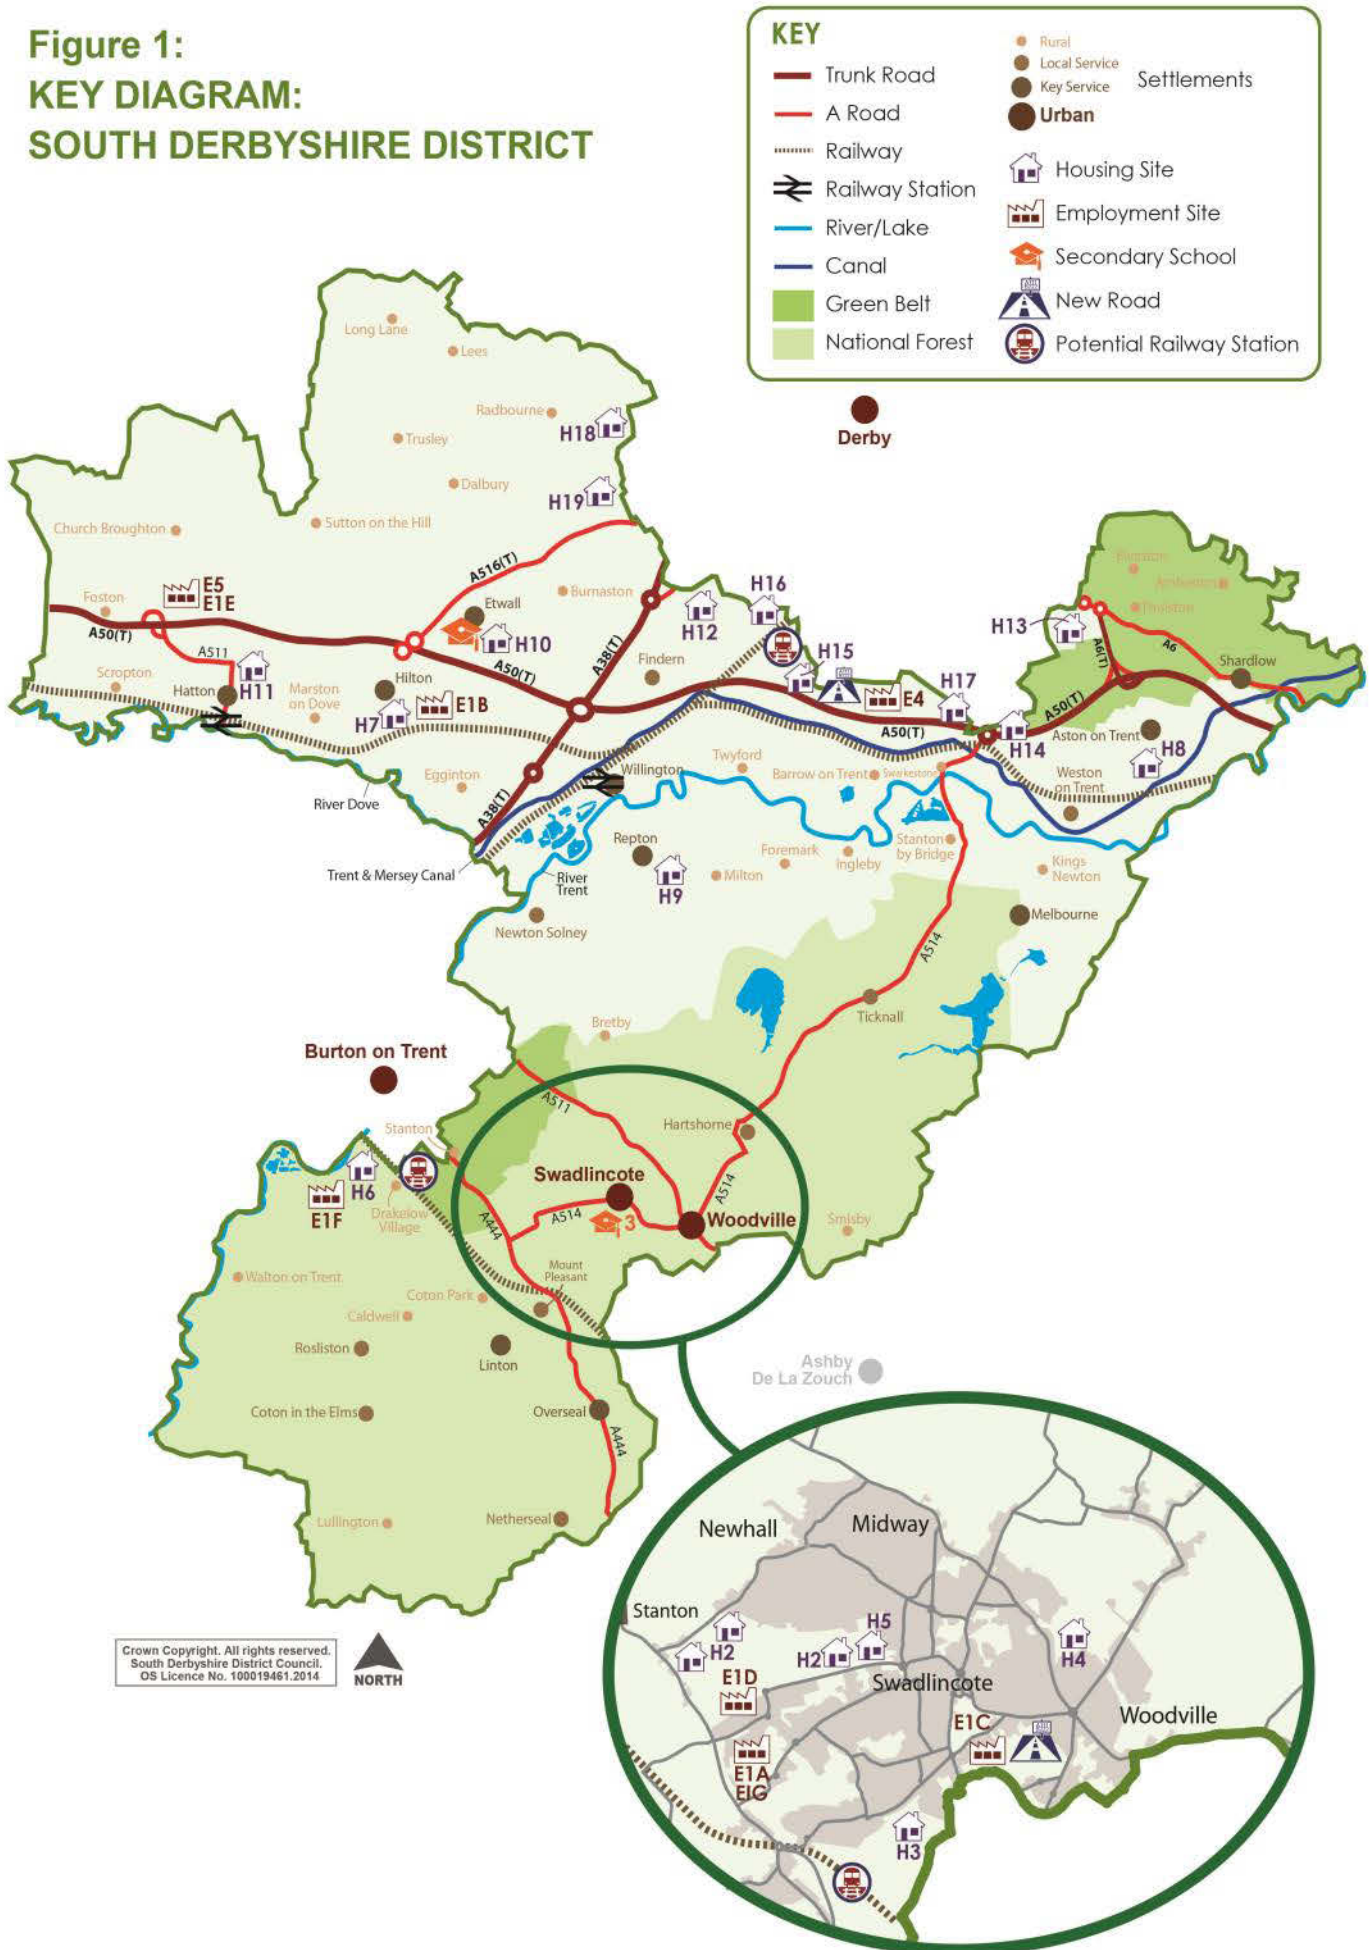 Figure 1:
KEY DIAGRAM:
SOUTH DERBYSHIRE DISTRICT
KEY
Trunk Road
A Road
Railway
Railway Station
River/Lake
Canal
Green Belt
National Forest
Rural
Local Service
Key Service
Urban
Settlements
Housing Site
Employment Site
Secondary School
New Road
Potential Railway Station
Derby
Long Lane
Lees
Radbourne
H18
Trusley
Dalbury
H19
Church Broughton
Sutton on the Hill
A516(T)
E5
E1E
Foston
A50(T)
A511
Etwall
H10
Burnaston
A38(T)
A50(T)
H12
H16
H15
Findern
H13
A6(T)
A6
Elvaston
Ambaston
Thulston
Shardlow
Scropton
Hatton
H11
Marston
on Dove
Hilton
H7
E1B
E4
H17
A50(T)
A50(T)
H14
Aston on Trent
H8
Egginton
A38(T)
Willington
Twyford
Barrow on Trent
Swarkestone
Weston
on Trent
River Dove
Trent & Mersey Canal
River
Trent
Repton
H9
Milton
Foremark
Ingleby
Stanton
by Bridge
Kings
Newton
Newton Solney
Melbourne
A514
Ticknall
Bretby
Burton on Trent
A511
Stanton
Hartshorne
Swadlincote
A514
A514
3
Woodville
Smisby
H6
E1F
Drakelow
Village
A444
Mount
Pleasant
Walton on Trent
Coton Park
Caldwell
Rosliston
Linton
Ashby
De La Zouch
Coton in the Elms
Overseal
A444
Lullington
Netherseal
Newhall
Midway
Stanton
H2
H2
H5
H4
E1D
Swadlincote
E1C
Woodville
E1A
EIG
H3
Crown Copyright. All rights reserved.
South Derbyshire District Council.
OS Licence No. 100019461.2014
NORTH